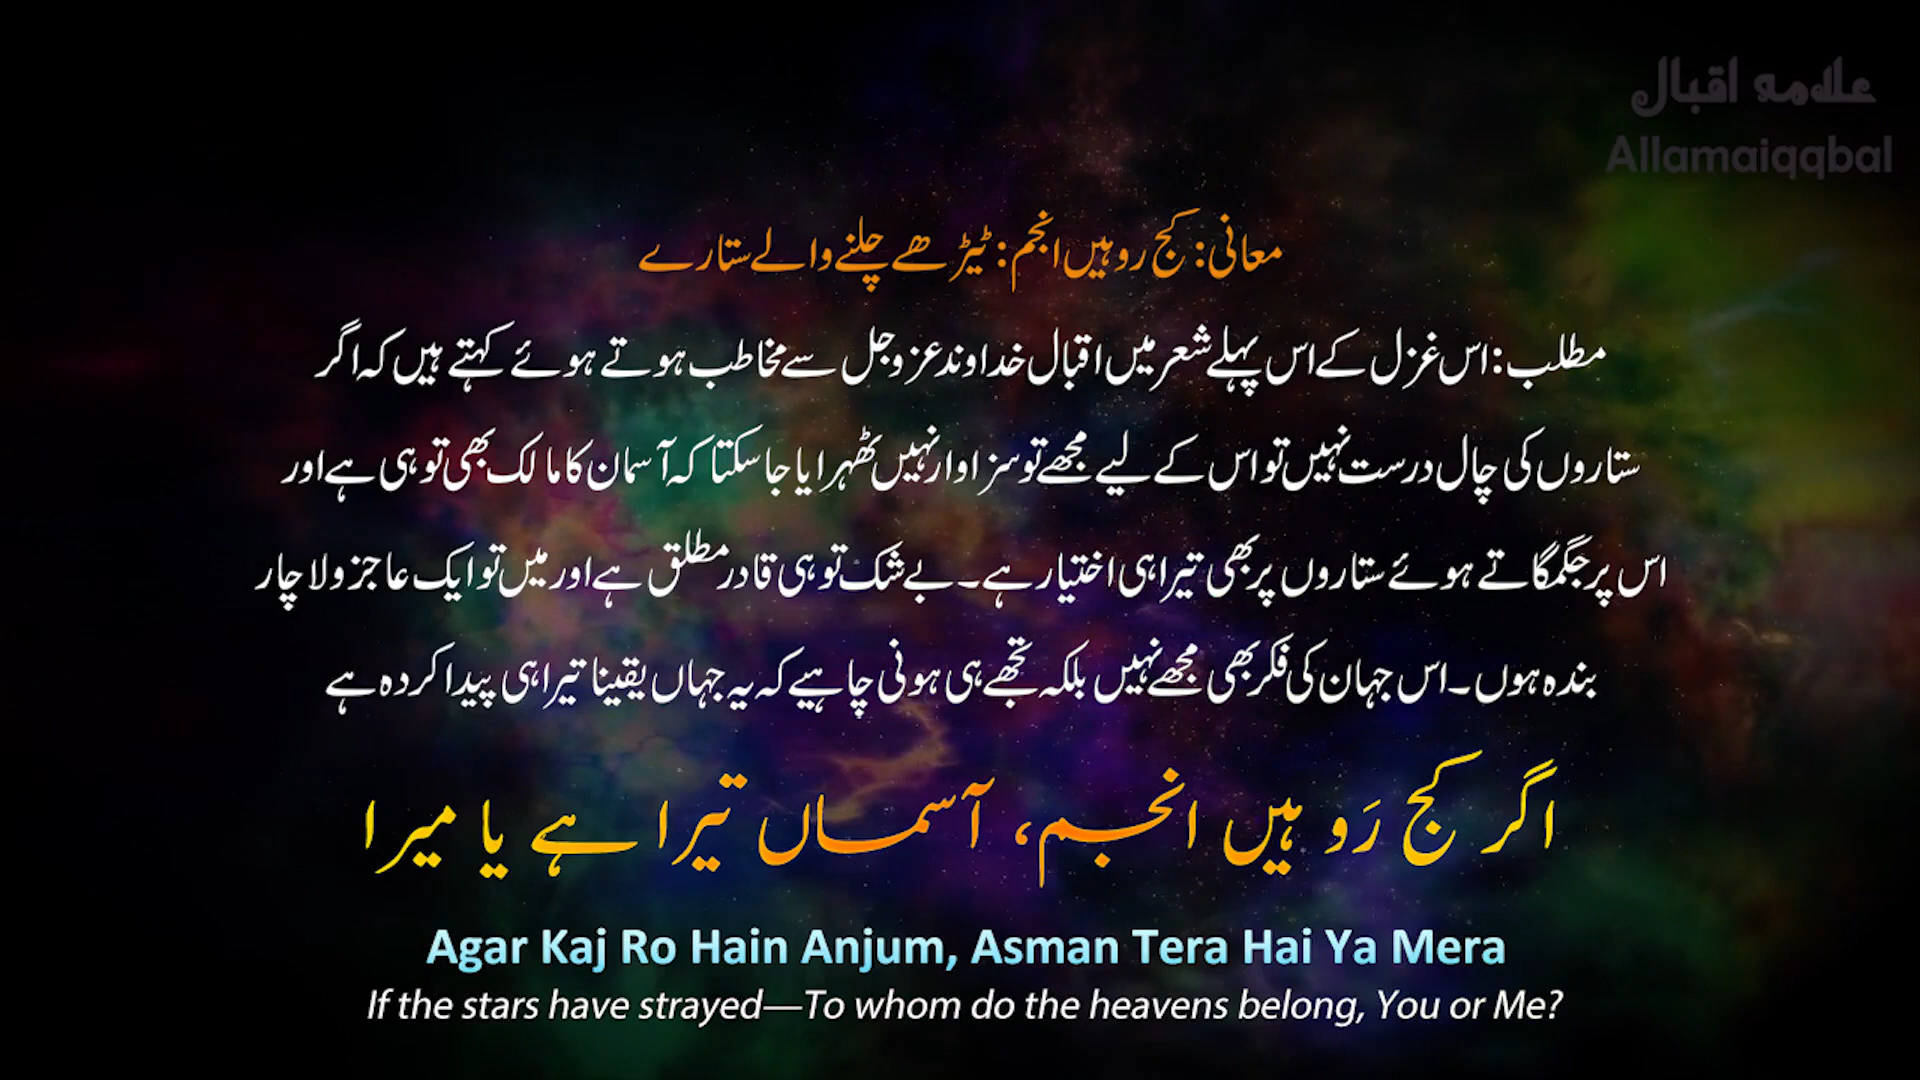 علامہ اقبال
Allamaiqqbal
معانی: کج رو ہیں انجم: ٹیڑھے چلنے والے ستارے
مطلب: اس غزل کے اس پہلے شعر میں اقبال خداوند عزوجل سے مخاطب ہوتے ہوئے کہتے ہیں کہ اگر
ستاروں کی چال درست نہیں تو اس کے لیے مجھے تو سزاوار نہیں ٹھہرایا جا سکتا کہ آسمان کا مالک بھی تو ہی ہے اور
اس پر جگمگاتے ہوئے ستاروں پر بھی تیرا ہی اختیار ہے۔ بے شک تو ہی قادر مطلق ہے اور میں تو ایک عاجز و لاچار
بندہ ہوں۔ اس جہان کی فکر بھی مجھے نہیں بلکہ تجھے ہی ہونی چاہیے کہ یہ جہاں یقینا تیرا ہی پیدا کردہ ہے
اگر کج رَو ہیں انجم، آسماں تیرا ہے یا میرا
Agar Kaj Ro Hain Anjum, Asman Tera Hai Ya Mera
If the stars have strayed—To whom do the heavens belong, You or Me?